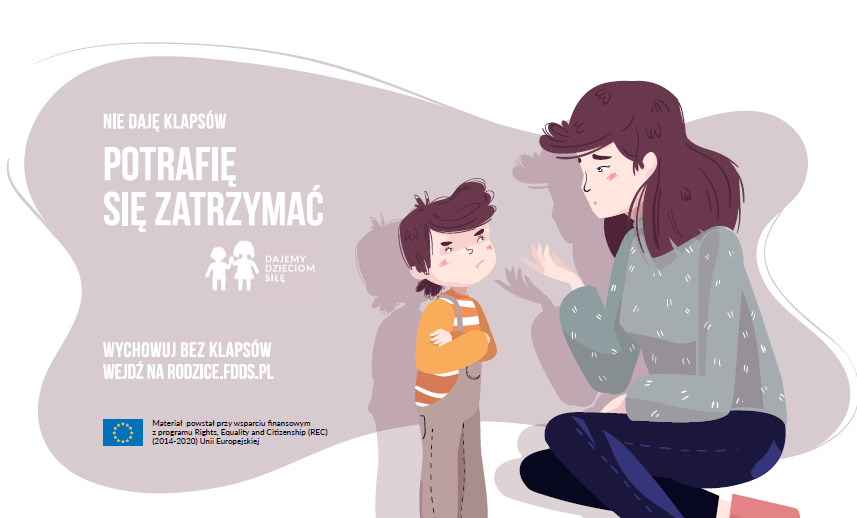 NIE DAJĘ KLAPSÓW
POTRAFIĘ
SIĘ ZATRZYMAĆ
DAJEMY
DZIECIOM
SIŁĘ
WYCHOWUJ BEZ KLAPSÓW
WEJDŹ NA RODZICE.FDDS.PL
Materiał powstał przy wsparciu finansowym
z programu Rights, Equality and Citizenship (REC)
(2014-2020) Unii Europejskiej